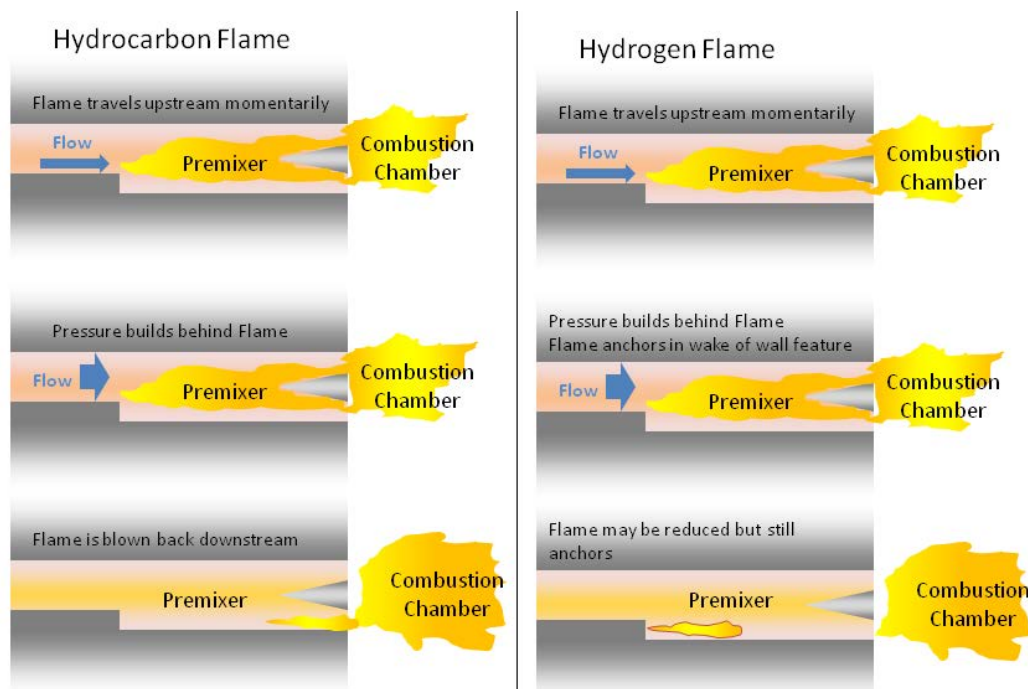 Hydrocarbon Flame
Flame travels upstream momentarily
Flow
Premixer
Combustion
Chamber
Pressure builds behind Flame
Flow
Premixer
Combustion
Chamber
Flame is blown back downstream
Premixer
Combustion
Chamber
Hydrogen Flame
Flame travels upstream momentarily
Flow
Premixer
Combustion
Chamber
Pressure builds behind Flame
Flame anchors in wake of wall feature
Flow
Premixer
Combustion
Chamber
Flame may be reduced but still
anchors
Premixer
Combustion
Chamber